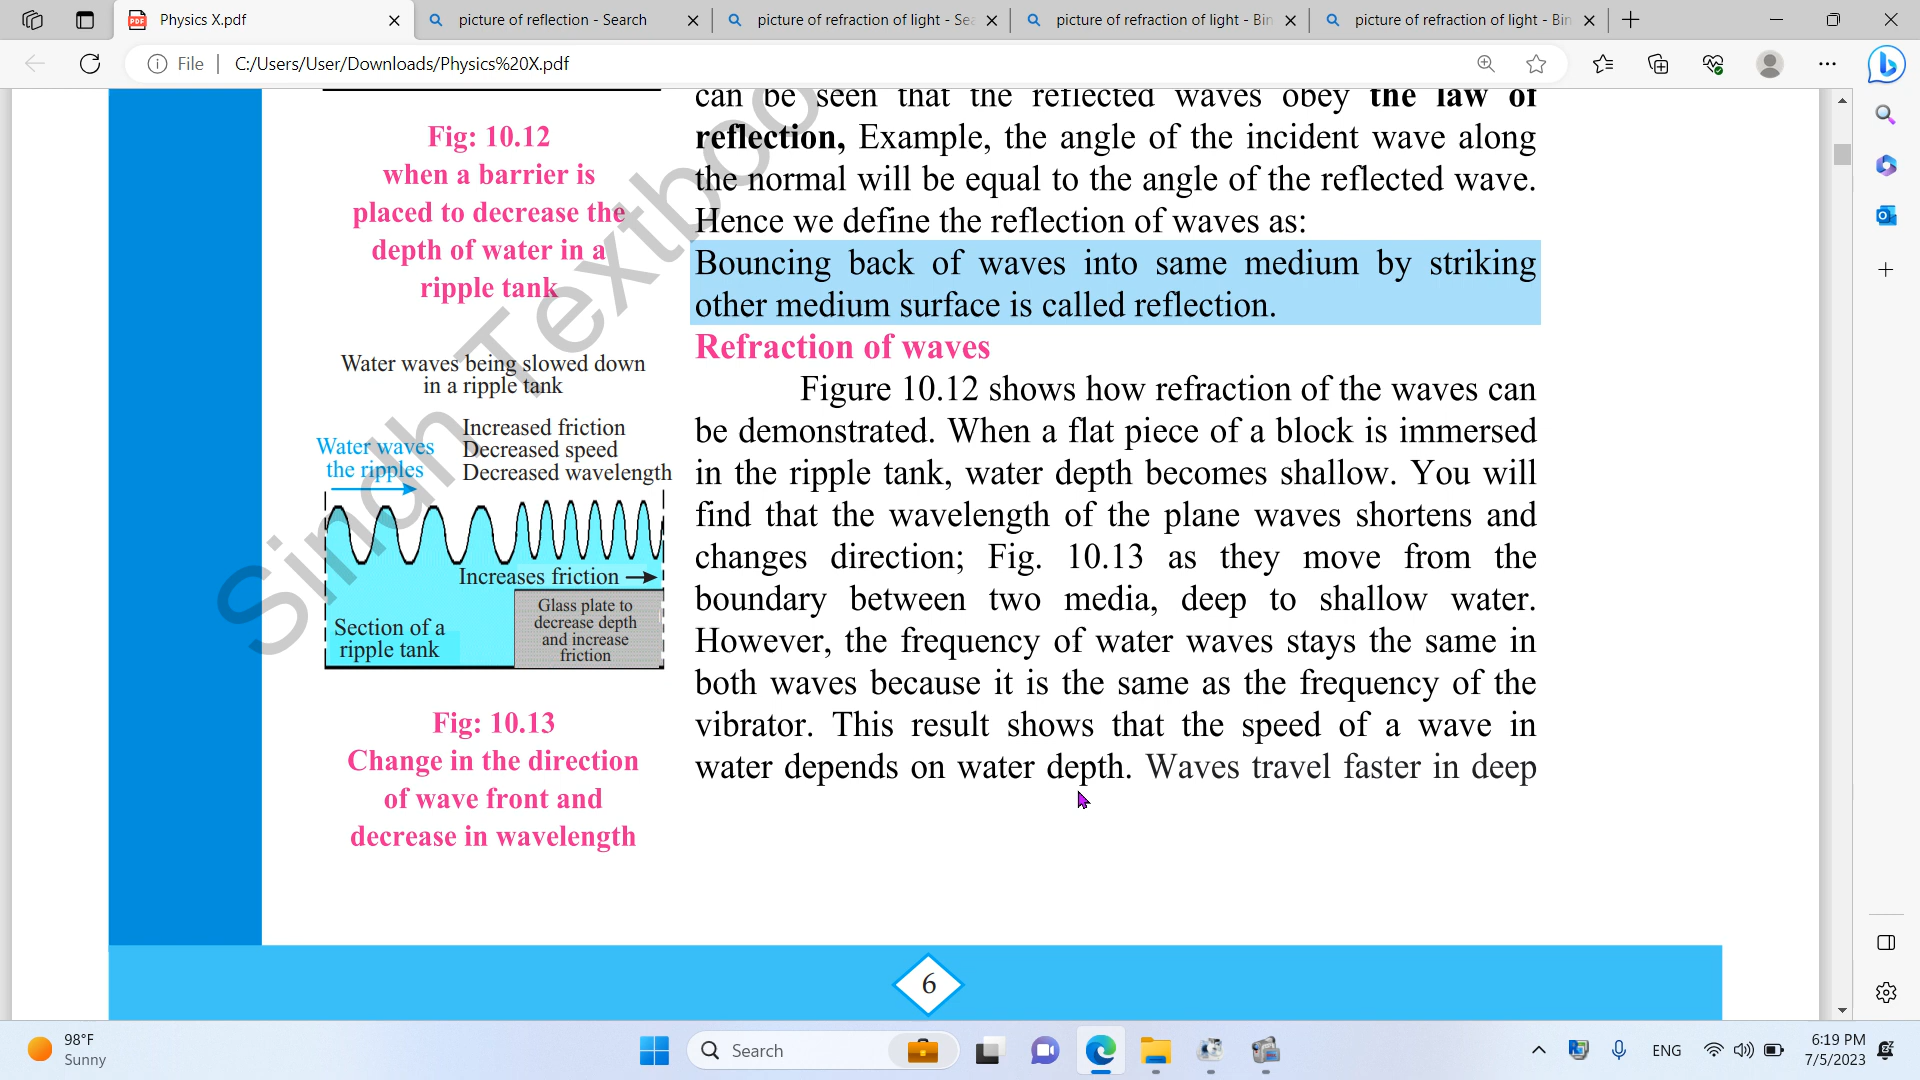 Physics X.pdf
picture of reflection - Search
picture of refraction of light - Sea
picture of refraction of light - Bin
picture of refraction of light - Bin
File
C:/Users/User/Downloads/Physics%20X.pdf
Fig: 10.12
when a barrier is
placed to decrease the
depth of water in a
ripple tank
Water waves being slowed down
in a ripple tank
Increased friction
Decreased speed
Decreased wavelength
Water waves
the ripples
Increases friction
Glass plate to
decrease depth
and increase
friction
Section of a
ripple tank
Fig: 10.13
Change in the direction
of wave front and
decrease in wavelength
can be seen that the reflected waves obey the law of
reflection, Example, the angle of the incident wave along
the normal will be equal to the angle of the reflected wave.
Hence we define the reflection of waves as:
Bouncing back of waves into same medium by striking
other medium surface is called reflection.
Refraction of waves
Figure 10.12 shows how refraction of the waves can
be demonstrated. When a flat piece of a block is immersed
in the ripple tank, water depth becomes shallow. You will
find that the wavelength of the plane waves shortens and
changes direction; Fig. 10.13 as they move from the
boundary between two media, deep to shallow water.
However, the frequency of water waves stays the same in
both waves because it is the same as the frequency of the
vibrator. This result shows that the speed of a wave in
water depends on water depth. Waves travel faster in deep
Sindh Textboo
6
98°F
Sunny
Search
ENG
6:19 PM
7/5/2023